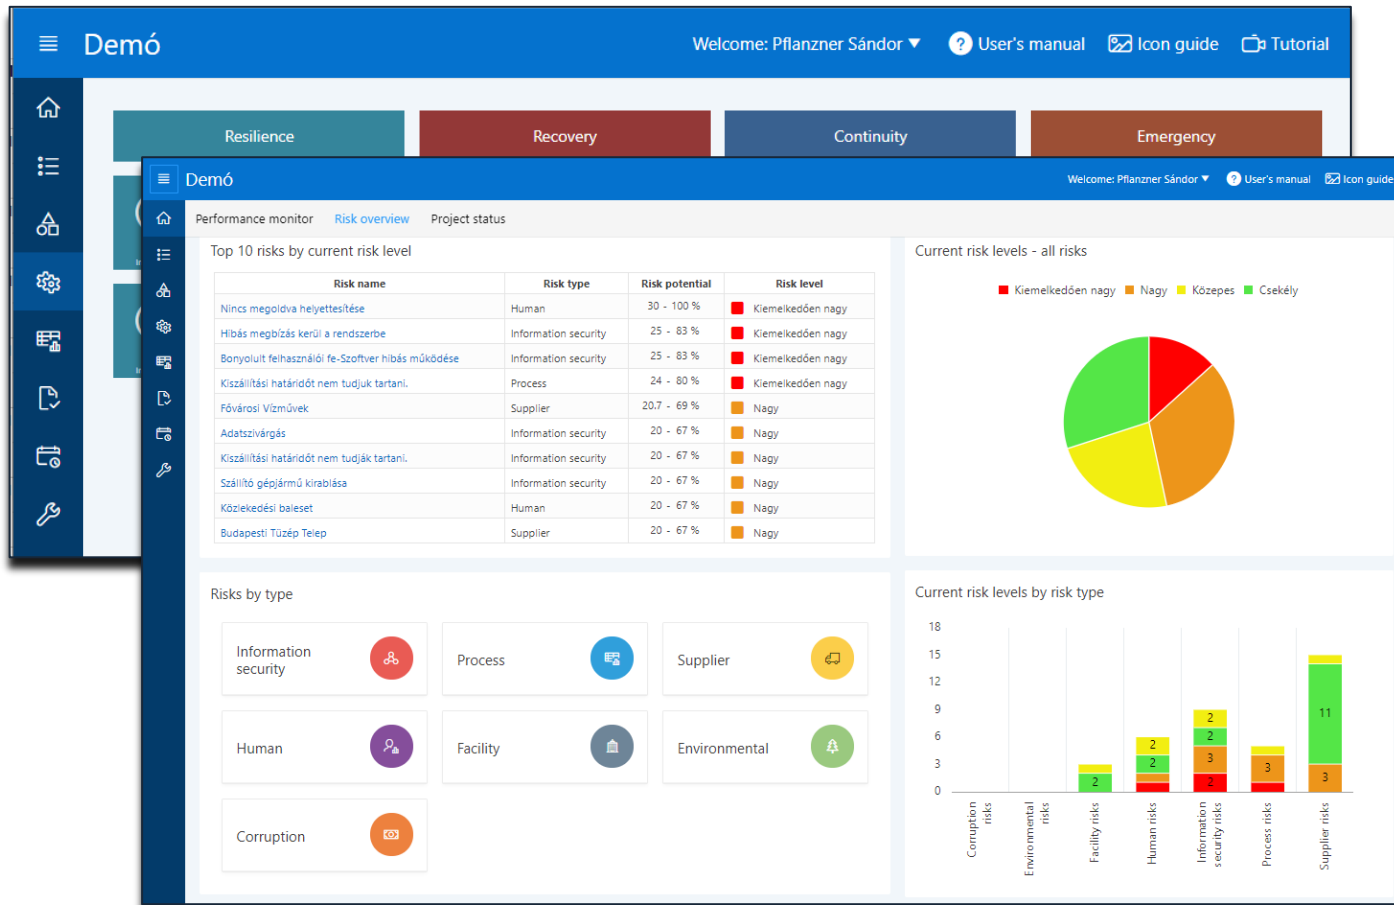 Demó
Welcome: Pflanzner Sándor
User's manual
Icon guide
Tutorial
Resilience
Recovery
Continuity
Emergency
Demó
Welcome: Pflanzner Sándor
User's manual
Icon guide
Performance monitor
Risk overview
Project status
Top 10 risks by current risk level
Risk name Risk type Risk potential Risk level
Nincs megoldva helyettesítése Human 30 - 100 % Kiemelkedően nagy
Hibás megbízás kerül a rendszerbe Information security 25 - 83 % Kiemelkedően nagy
Bonyolult felhasználói fe-Szoftver hibás működése Information security 25 - 83 % Kiemelkedően nagy
Kiszállítási határidőt nem tudjuk tartani. Process 24 - 80 % Kiemelkedően nagy
Fővárosi Vízművek Supplier 20.7 - 69 % Nagy
Adatszivárgás Information security 20 - 67 % Nagy
Kiszállítási határidőt nem tudják tartani. Information security 20 - 67 % Nagy
Szállító gépjármű kirablása Information security 20 - 67 % Nagy
Közlekedési baleset Human 20 - 67 % Nagy
Budapesti Tüzép Telep Supplier 20 - 67 % Nagy
Current risk levels - all risks
Kiemelkedően nagy Nagy Közepes Csekély
Risks by type
Information
security
Process
Supplier
Human
Facility
Environmental
Corruption
Current risk levels by risk type
18
15
12
9
6
3
0
2
2
2
2
2
3
2
3
11
3
Corruption
risks
Environmental
risks
Facility risks
Human risks
Information
security risks
Process risks
Supplier risks